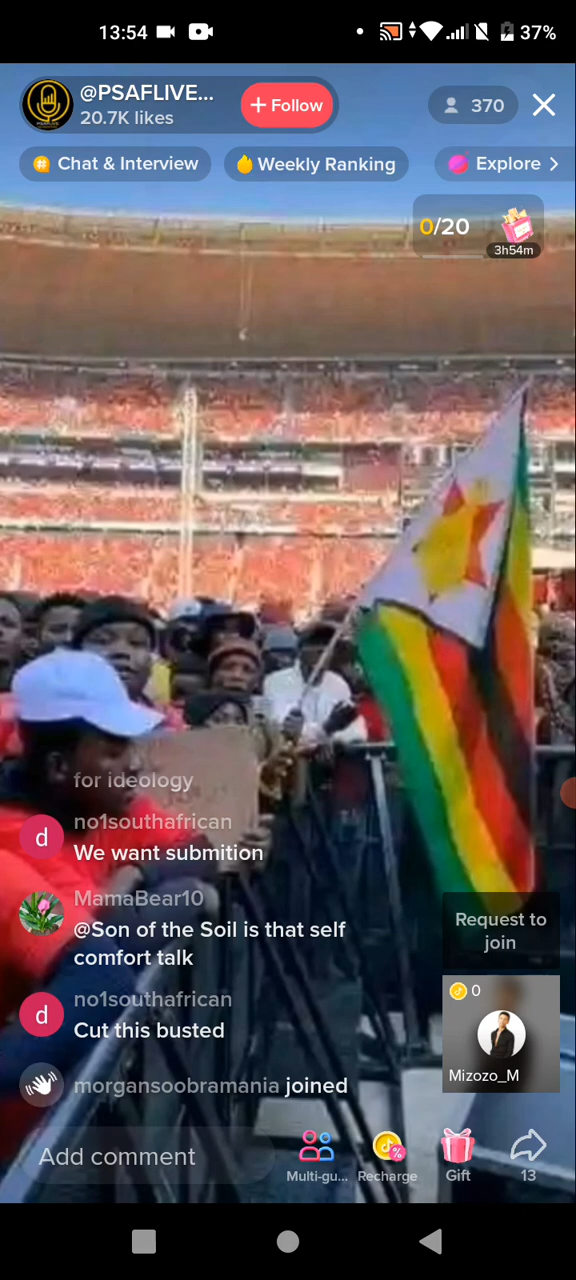 13:54
37%
@PSAFLIVE...
20.7K likes
+ Follow
370
Chat & Interview
Weekly Ranking
Explore >
0/20
3h54m
for ideology
no1southafrican
d
We want submition
MamaBear10
@Son of the Soil is that self
comfort talk
no1southafrican
d
Cut this busted
morgansoobramania joined
Request to
join
0
Mizozo_M
Add comment
Multi-gu...
Recharge
Gift
13